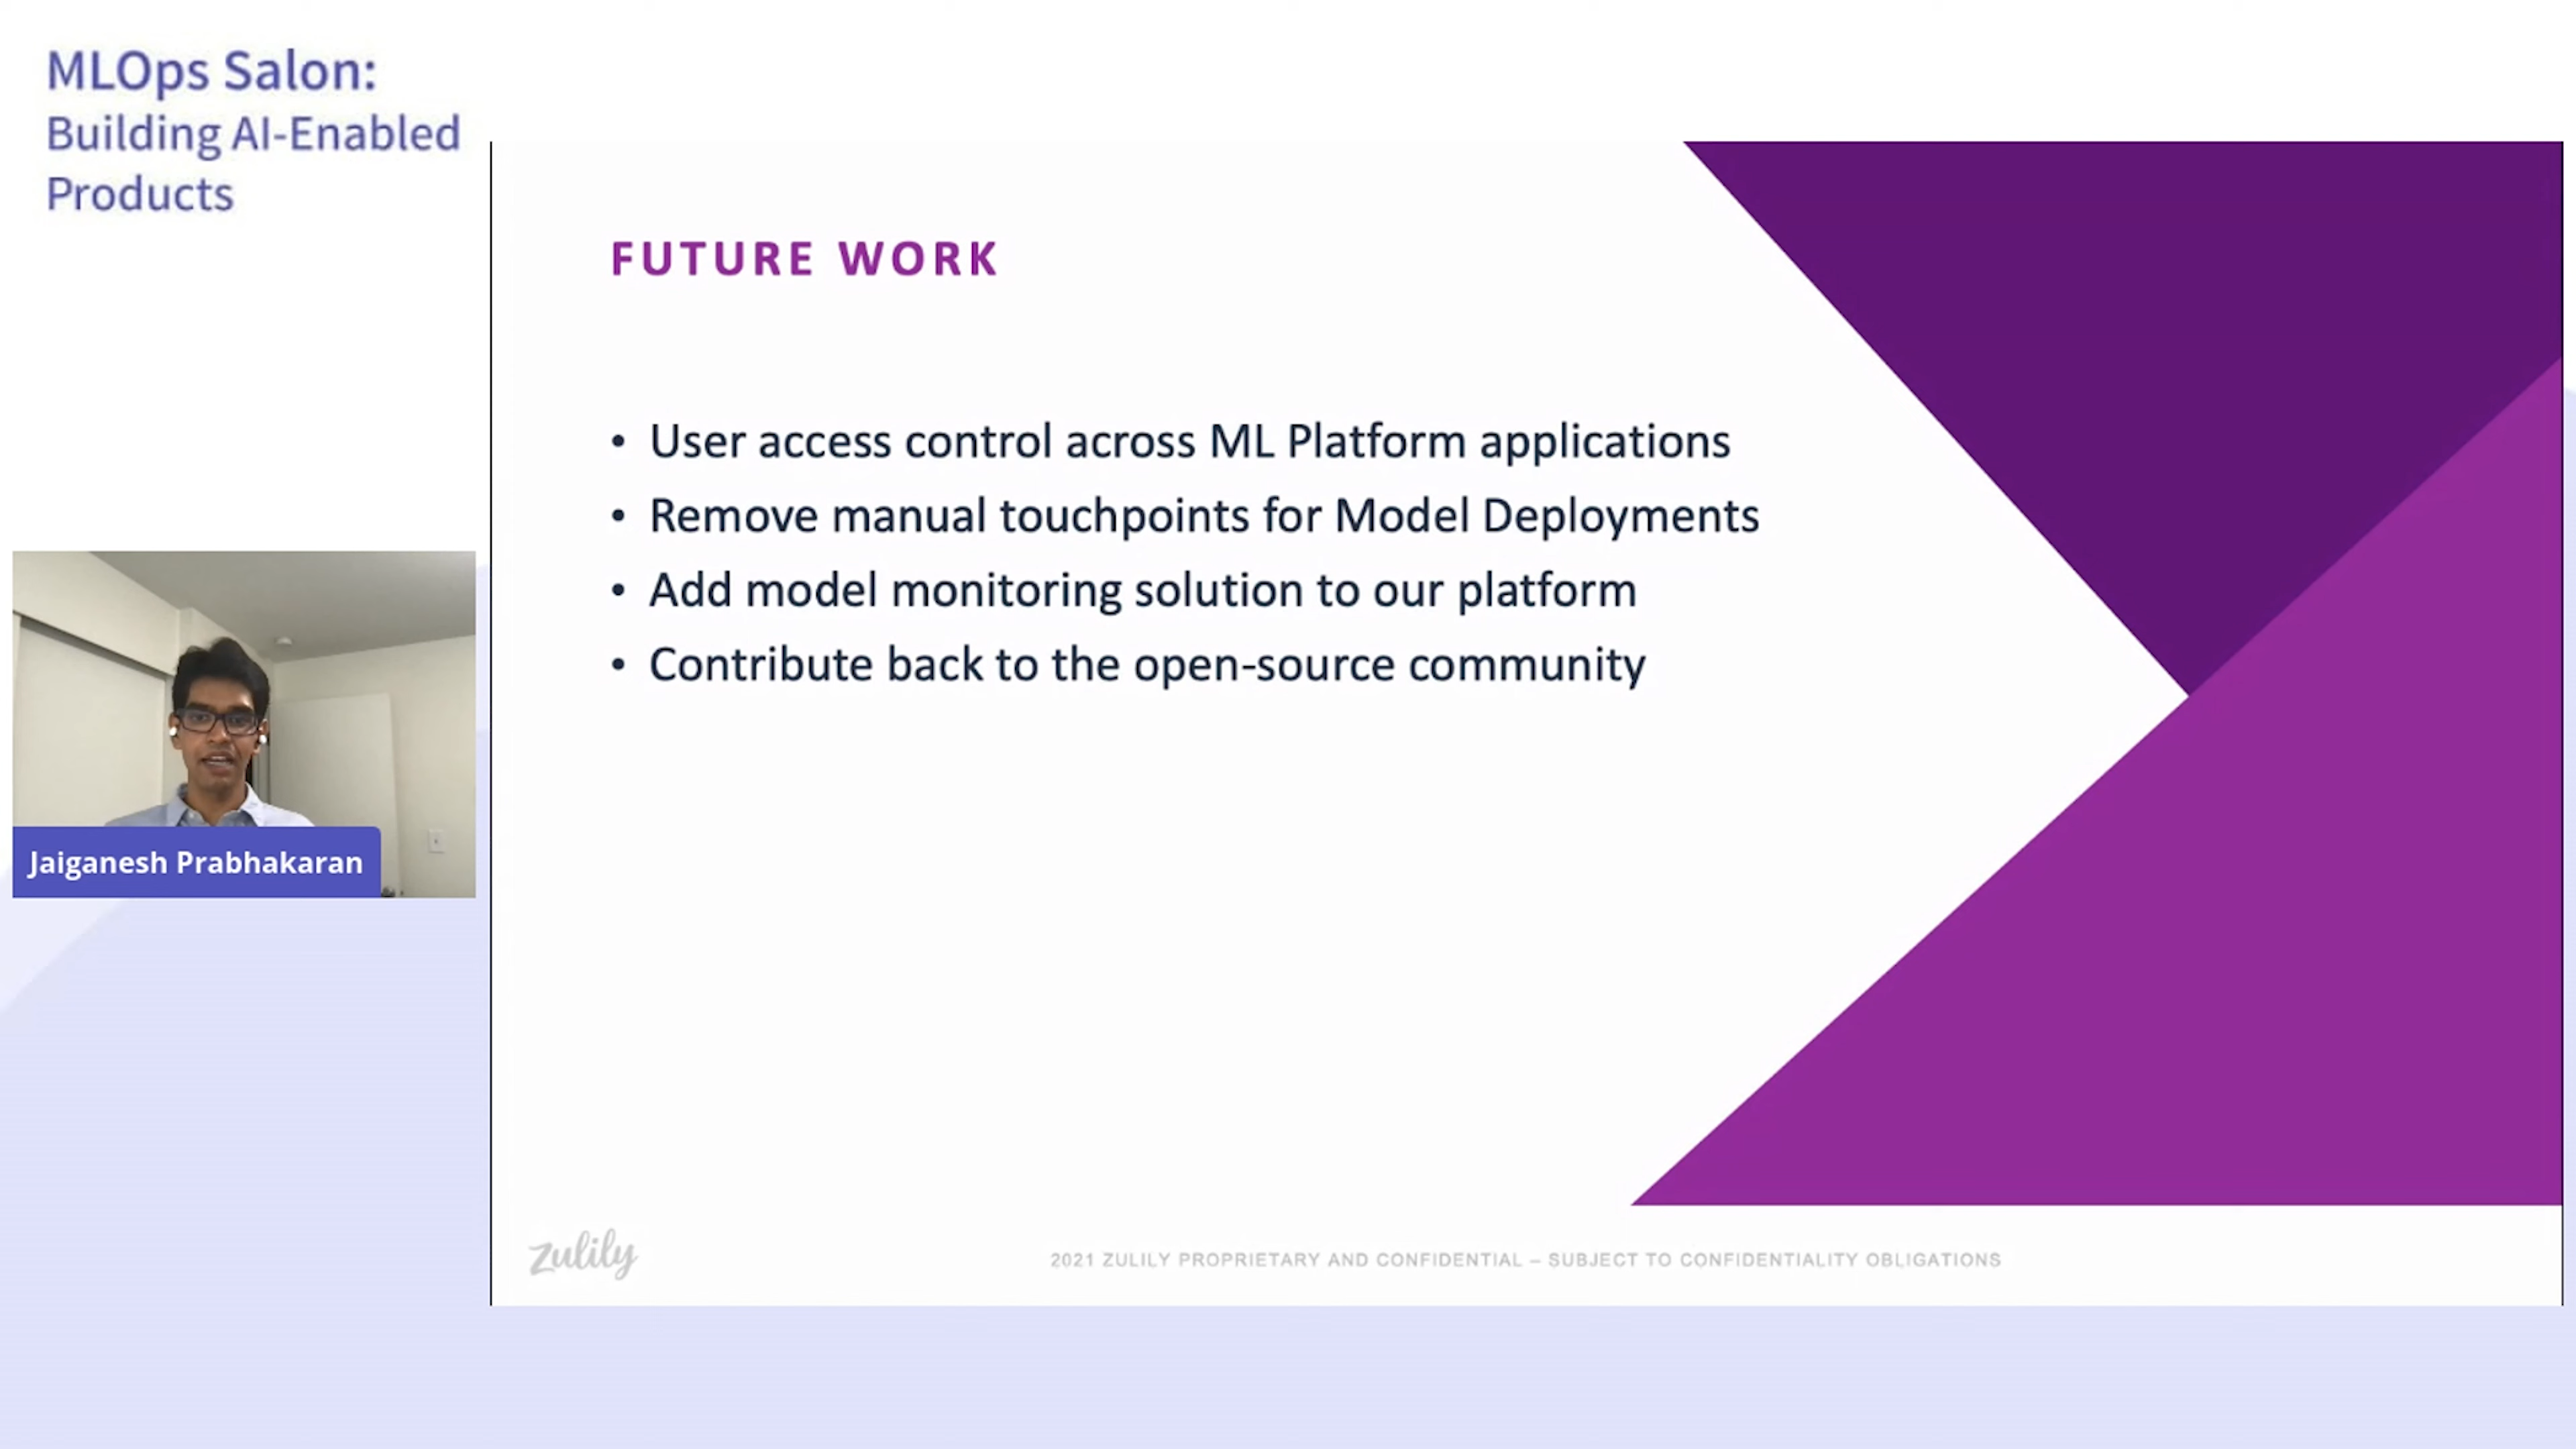 MLOps Salon:
Building AI-Enabled
Products
FUTURE WORK
• User access control across ML Platform applications
• Remove manual touchpoints for Model Deployments
• Add model monitoring solution to our platform
• Contribute back to the open-source community
Jaiganesh Prabhakaran
zulily
2021 ZULILY PROPRIETARY AND CONFIDENTIAL – SUBJECT TO CONFIDENTIALITY OBLIGATIONS